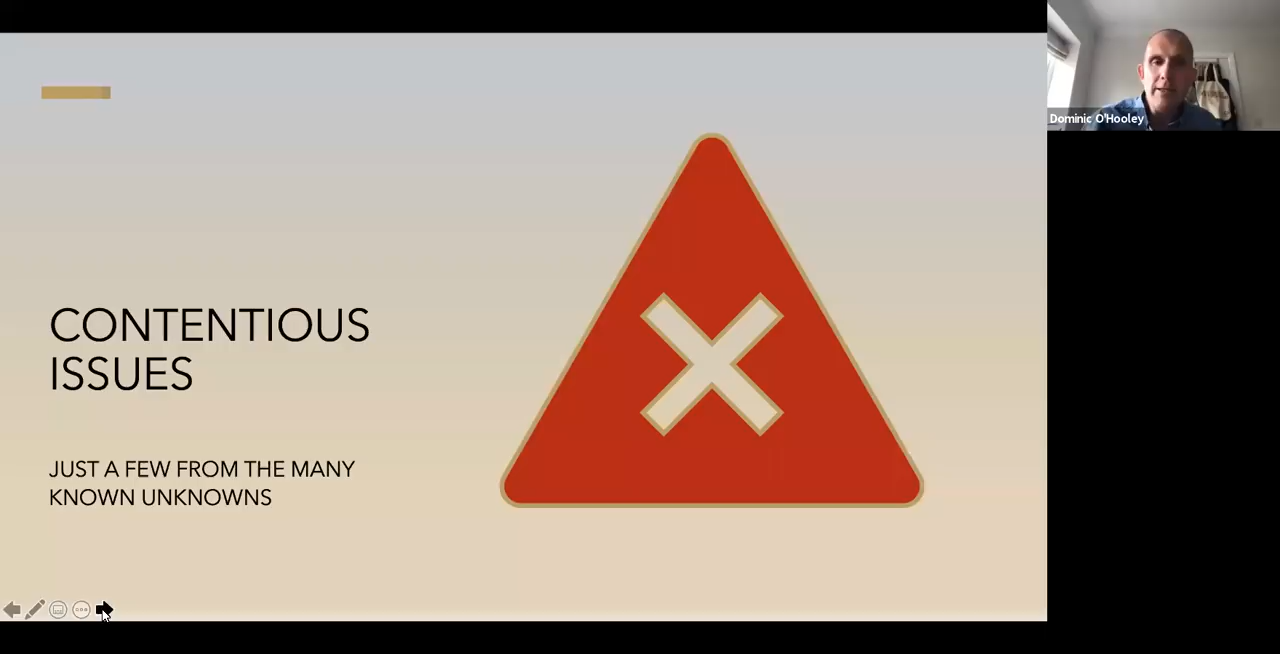 CONTENTIOUS
ISSUES
JUST A FEW FROM THE MANY
KNOWN UNKNOWNS
Dominic O'Hooley